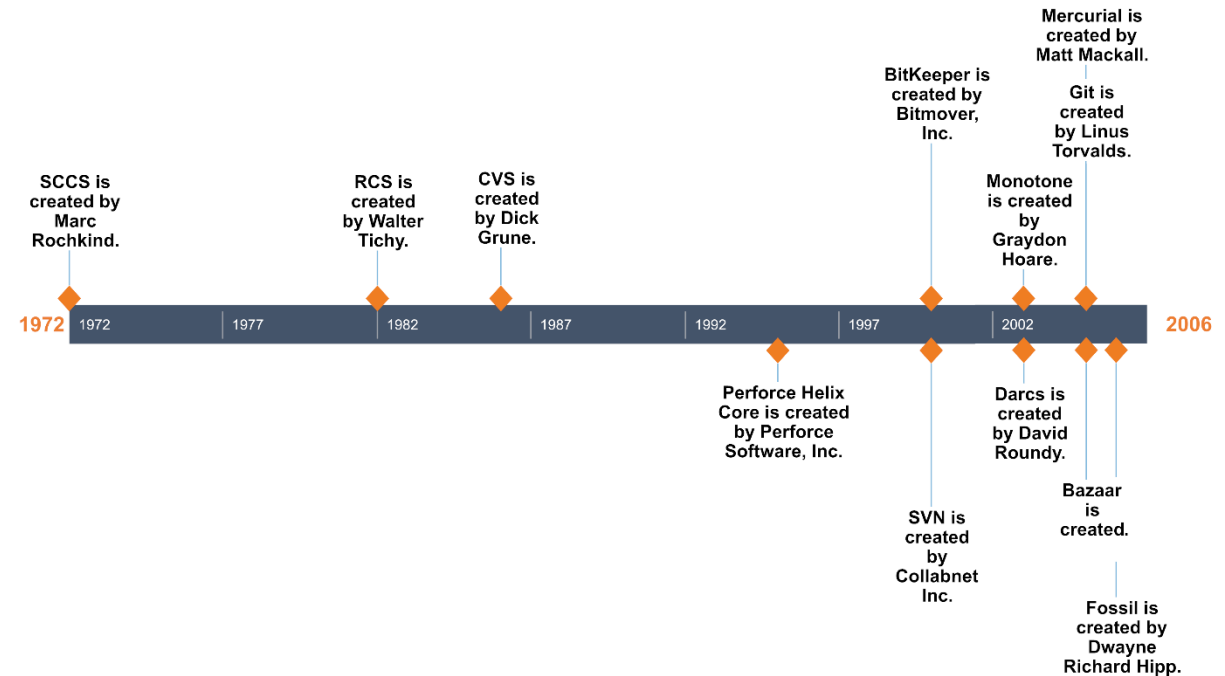 Mercurial is
created by
Matt Mackall.
BitKeeper is
created by
Bitmover,
Inc.
Git is
created
by Linus
Torvalds.
SCCS is
created by
Marc
Rochkind.
RCS is
created
by Walter
Tichy.
CVS is
created
by Dick
Grune.
Monotone
is created
by
Graydon
Hoare.
1972
1972
1977
1982
1987
1992
1997
2002
2006
Perforce Helix
Core is created
by Perforce
Software, Inc.
Darcs is
created
by David
Roundy.
Bazaar
is
created.
SVN is
created
by
Collabnet
Inc.
Fossil is
created by
Dwayne
Richard Hipp.